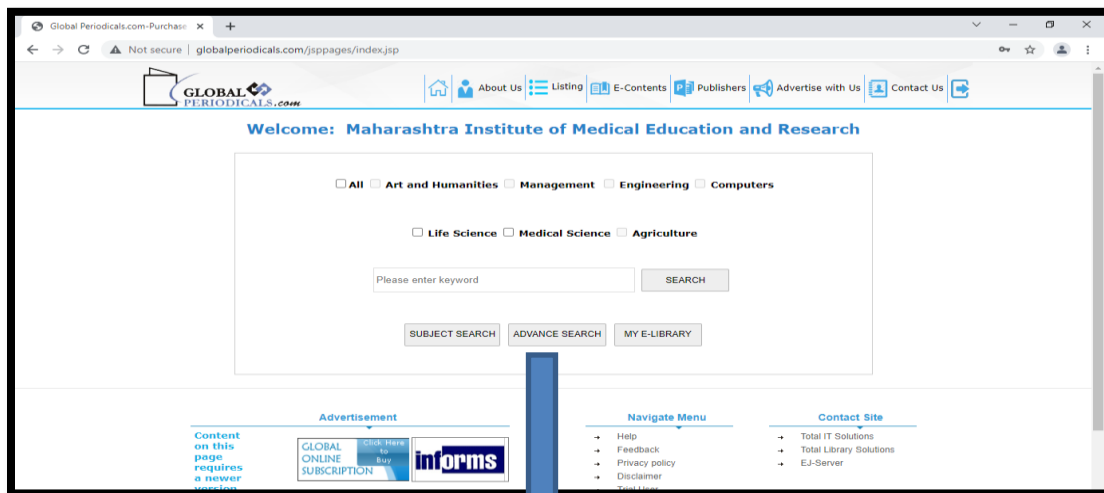 Global Periodicals.com-Purchase
Not secure | globalperiodicals.com/jsppages/index.jsp
GLOBAL
PERIODICALS.com
About Us Listing E-Contents Publishers Advertise with Us Contact Us
Welcome: Maharashtra Institute of Medical Education and Research
All Art and Humanities Management Engineering Computers
Life Science Medical Science Agriculture
Please enter keyword SEARCH
SUBJECT SEARCH ADVANCE SEARCH MY E-LIBRARY
Advertisement
Content
on this
page
requires
a newer
version
GLOBAL
ONLINE
SUBSCRIPTION
Click Here
to
Buy
informs
Navigate Menu
Help
Feedback
Privacy policy
Disclaimer
Trial User
Contact Site
Total IT Solutions
Total Library Solutions
EJ-Server